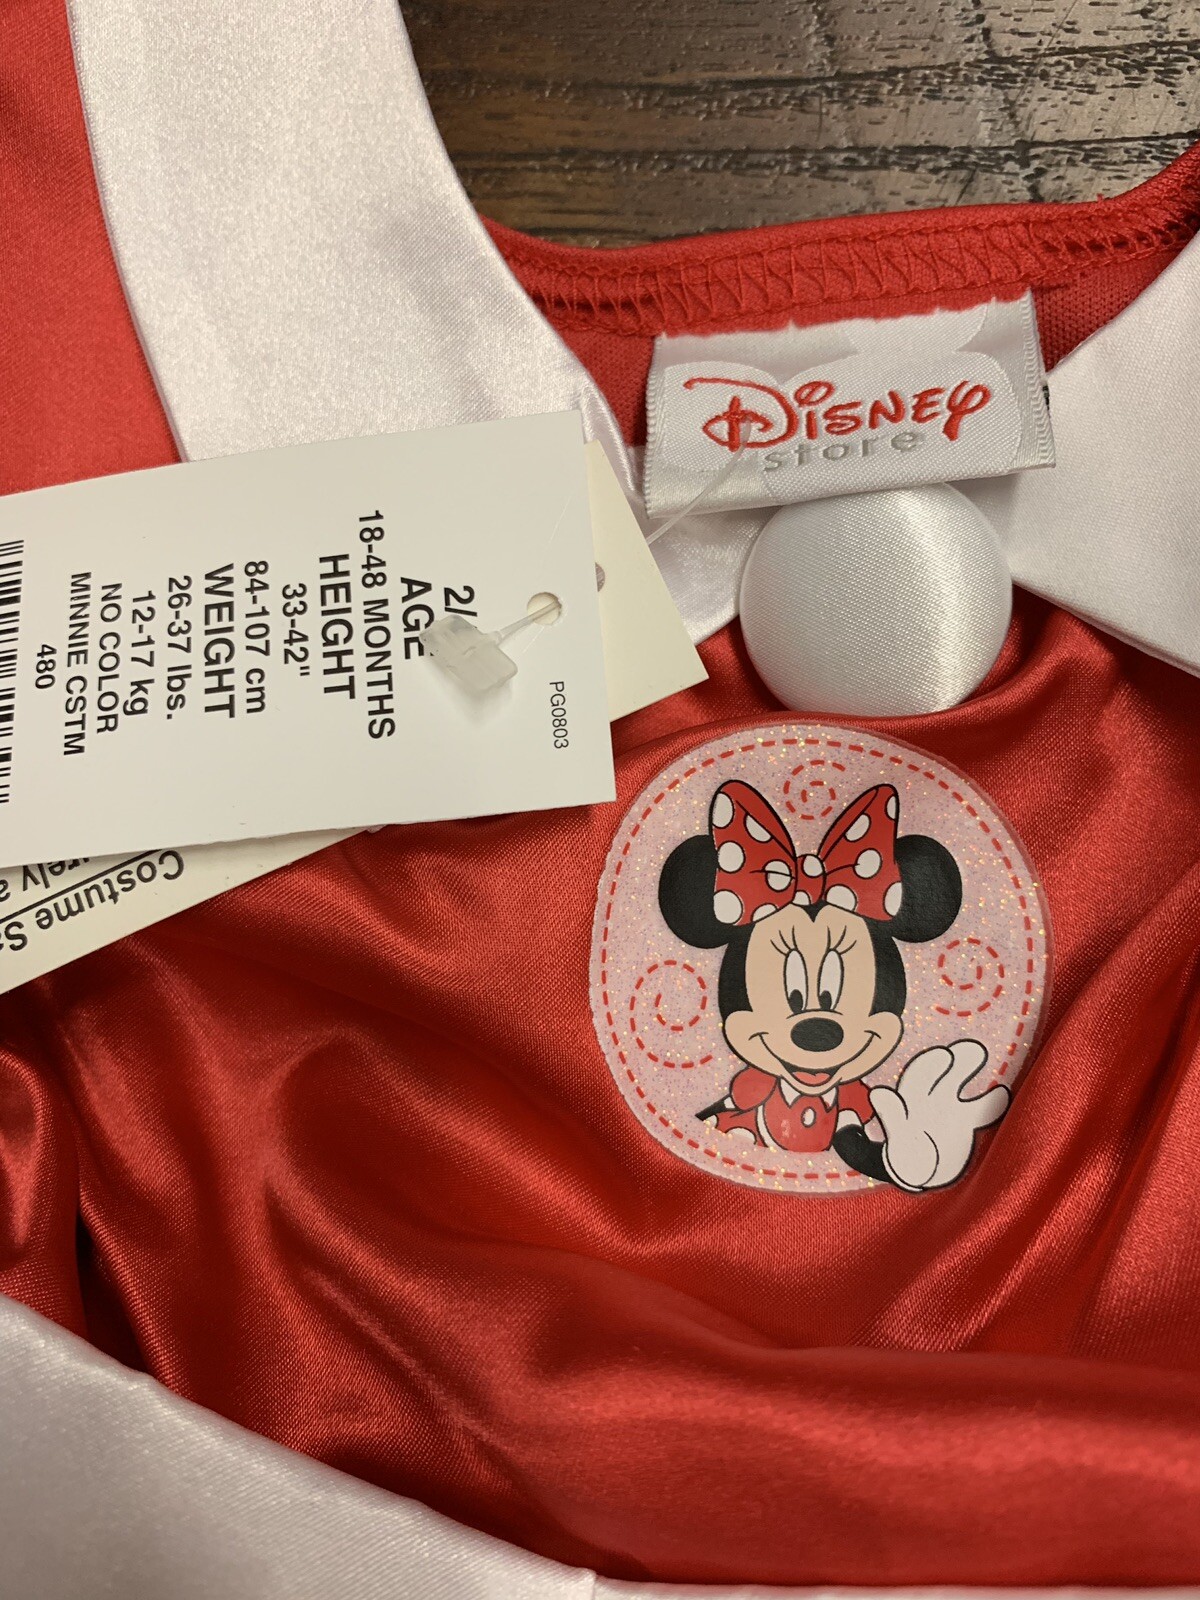 Disney
store
PG0803
2/
AGE
18-48 MONTHS
HEIGHT
33-42"
84-107 cm
WEIGHT
26-37 lbs.
12-17 kg
NO COLOR
MINNIE CSTM
480
Costume